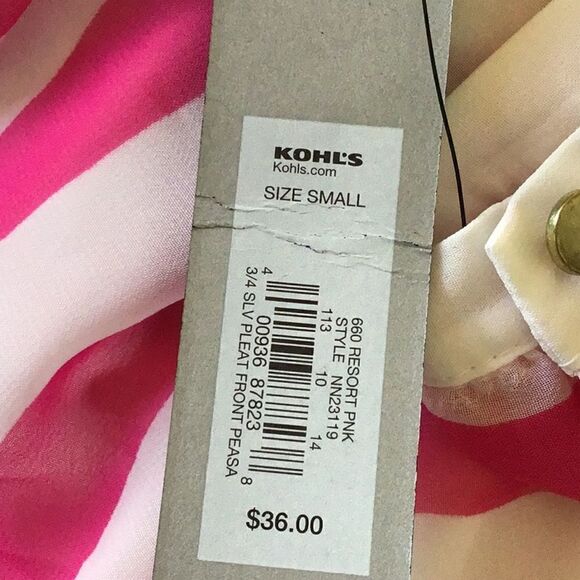 KOHL'S
Kohls.com
SIZE SMALL
660 RESORT PNK
STYLE NN23119
113 10 14
4 00936 87823 8
3/4 SLV PLEAT FRONT PEASA
$36.00